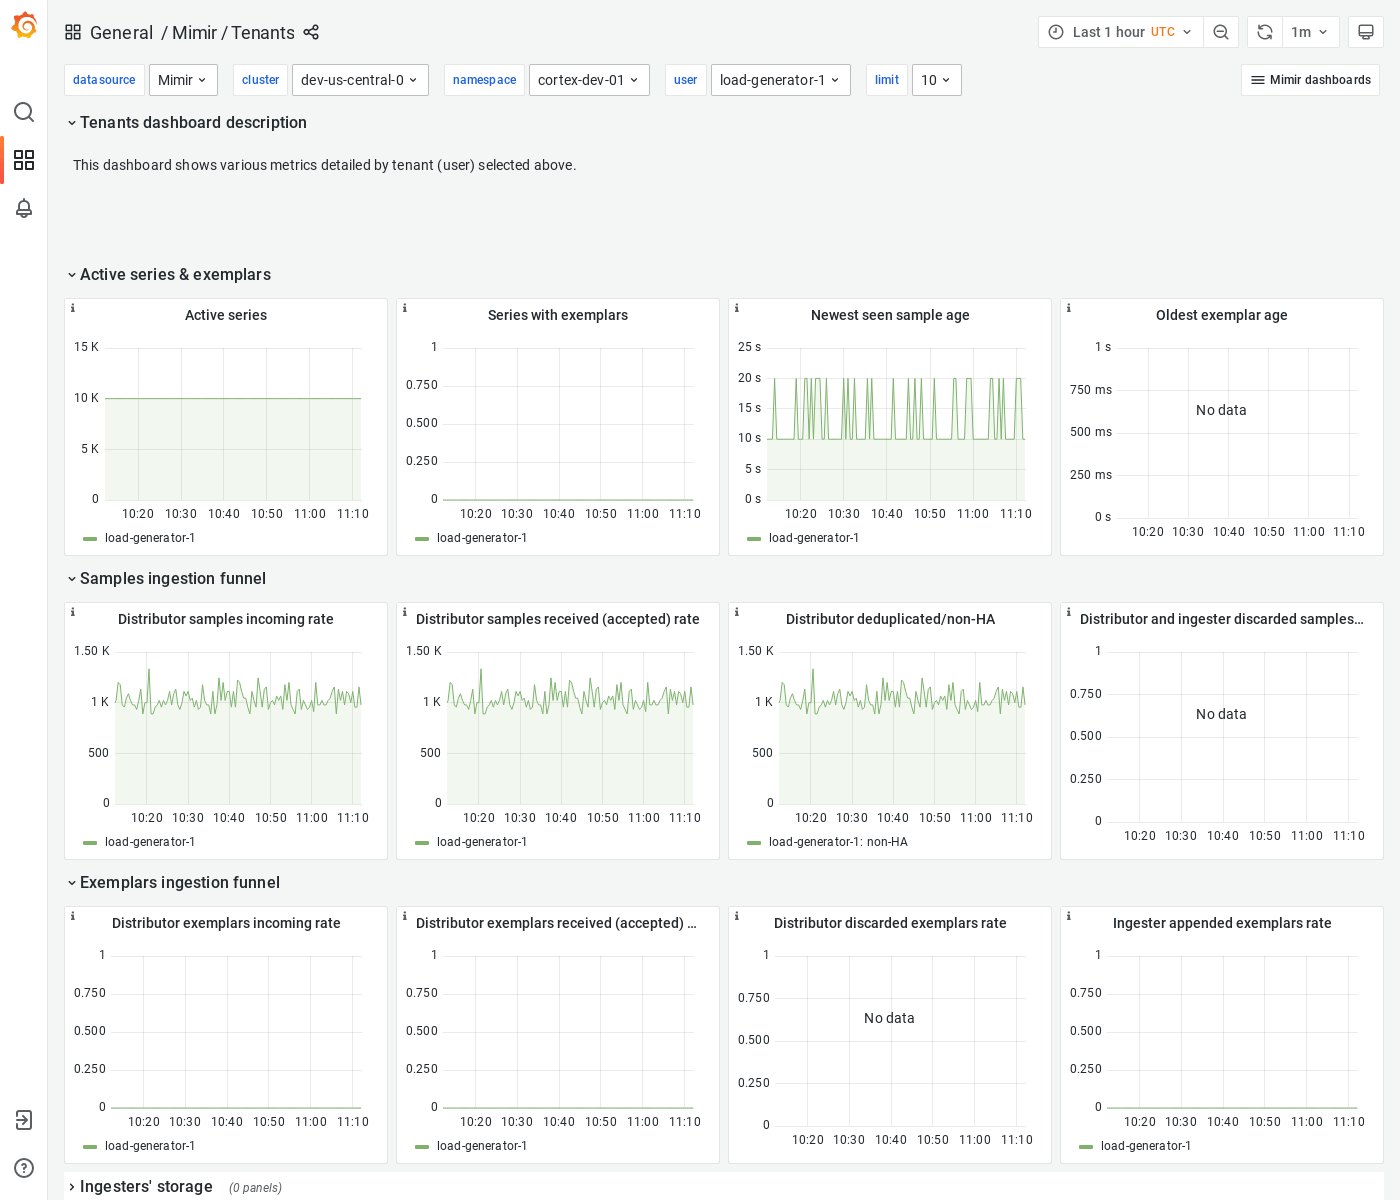 General / Mimir / Tenants
Last 1 hour UTC
1m
datasource Mimir cluster dev-us-central-0 namespace cortex-dev-01 user load-generator-1 limit 10 Mimir dashboards
Tenants dashboard description
This dashboard shows various metrics detailed by tenant (user) selected above.
Active series & exemplars
Active series
15 K
10 K
5 K
0
10:20 10:30 10:40 10:50 11:00 11:10
load-generator-1
Series with exemplars
1
0.750
0.500
0.250
0
10:20 10:30 10:40 10:50 11:00 11:10
load-generator-1
Newest seen sample age
25 s
20 s
15 s
10 s
5 s
0 s
10:20 10:30 10:40 10:50 11:00 11:10
load-generator-1
Oldest exemplar age
1 s
750 ms
No data
500 ms
250 ms
0 s
10:20 10:30 10:40 10:50 11:00 11:10
Samples ingestion funnel
Distributor samples incoming rate
1.50 K
1 K
500
0
10:20 10:30 10:40 10:50 11:00 11:10
load-generator-1
Distributor samples received (accepted) rate
1.50 K
1 K
500
0
10:20 10:30 10:40 10:50 11:00 11:10
load-generator-1
Distributor deduplicated/non-HA
1.50 K
1 K
500
0
10:20 10:30 10:40 10:50 11:00 11:10
load-generator-1: non-HA
Distributor and ingester discarded samples...
1
0.750
No data
0.500
0.250
0
10:20 10:30 10:40 10:50 11:00 11:10
Exemplars ingestion funnel
Distributor exemplars incoming rate
1
0.750
0.500
0.250
0
10:20 10:30 10:40 10:50 11:00 11:10
load-generator-1
Distributor exemplars received (accepted) ...
1
0.750
0.500
0.250
0
10:20 10:30 10:40 10:50 11:00 11:10
load-generator-1
Distributor discarded exemplars rate
1
0.750
No data
0.500
0.250
0
10:20 10:30 10:40 10:50 11:00 11:10
Ingester appended exemplars rate
1
0.750
0.500
0.250
0
10:20 10:30 10:40 10:50 11:00 11:10
load-generator-1
Ingesters' storage (0 panels)